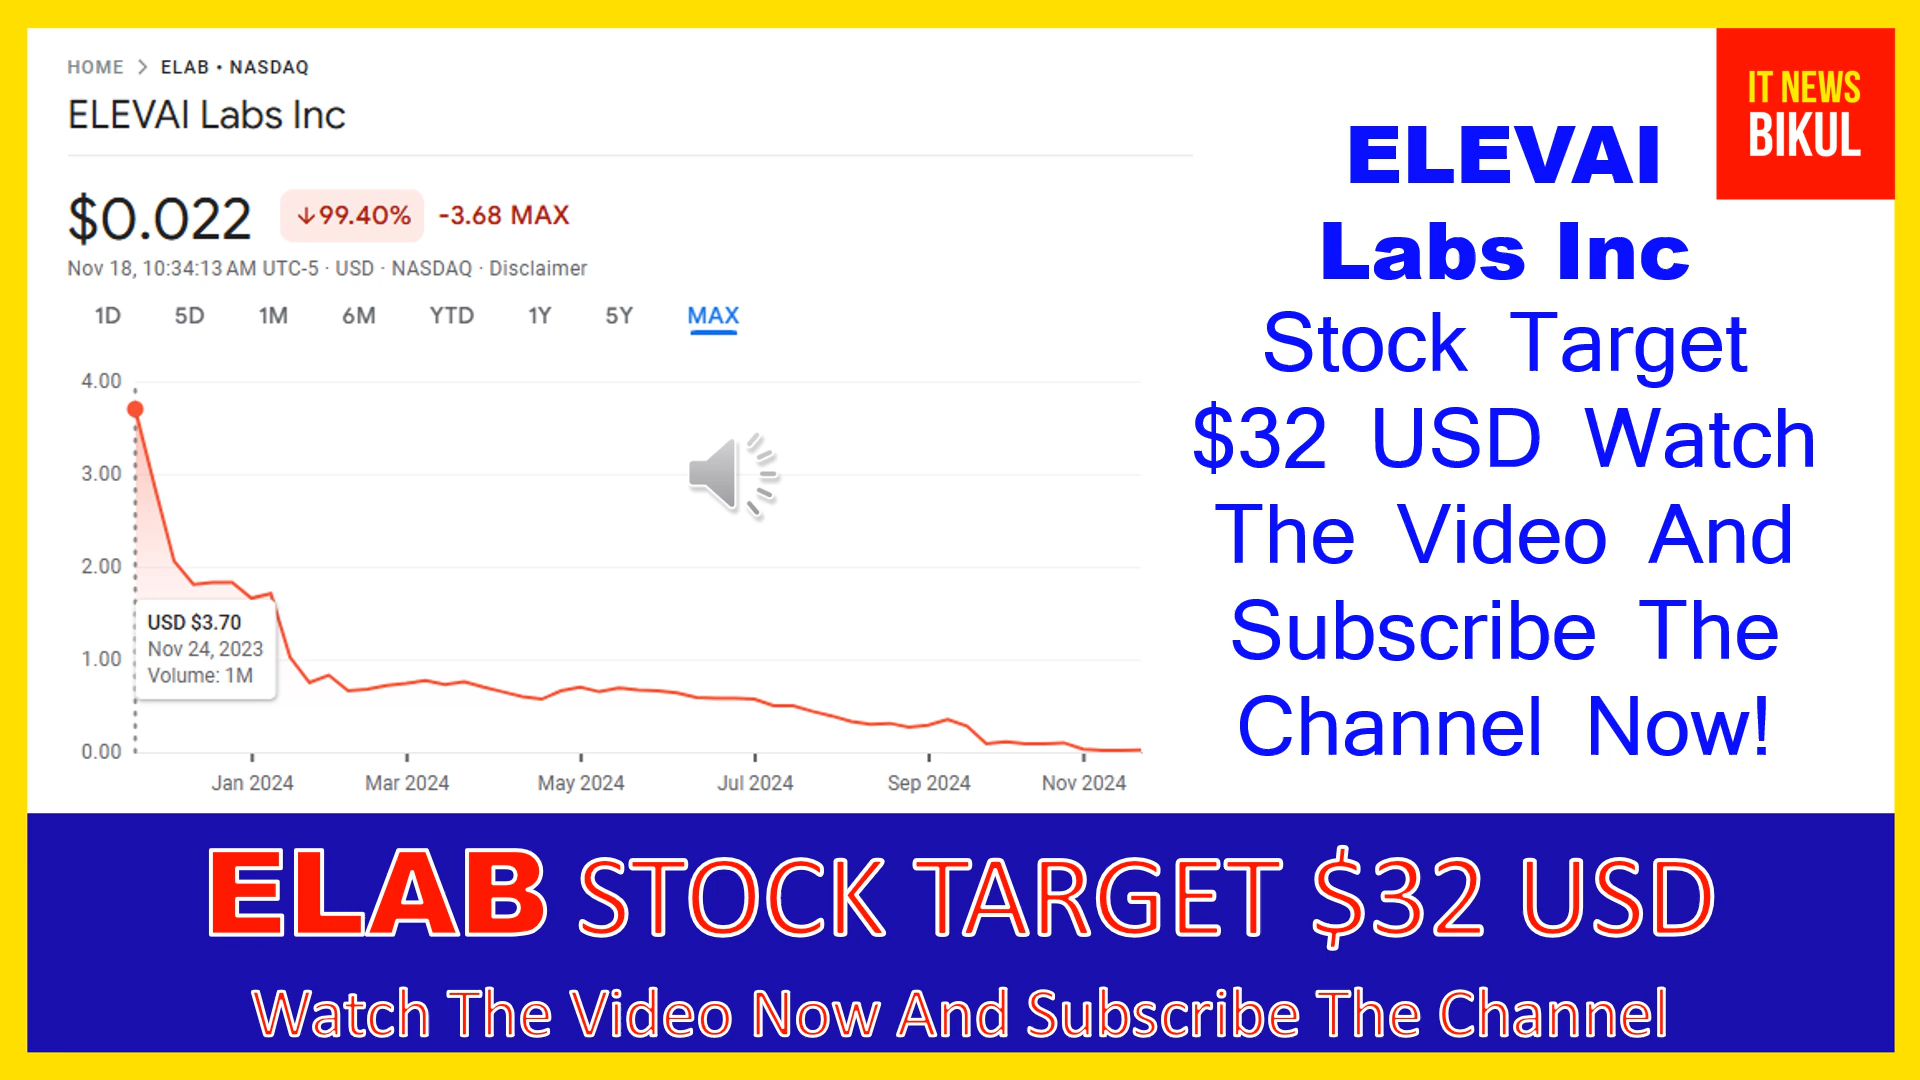 HOME > ELAB • NASDAQ
ELEVAI Labs Inc
$0.022 ↓99.40% -3.68 MAX
Nov 18, 10:34:13 AM UTC-5 · USD · NASDAQ · Disclaimer
1D 5D 1M 6M YTD 1Y 5Y MAX
4.00
3.00
2.00
1.00
0.00
USD $3.70
Nov 24, 2023
Volume: 1M
Jan 2024 Mar 2024 May 2024 Jul 2024 Sep 2024 Nov 2024
IT NEWS
BIKUL
ELEVAI
Labs Inc
Stock Target
$32 USD Watch
The Video And
Subscribe The
Channel Now!
ELAB STOCK TARGET $32 USD
Watch The Video Now And Subscribe The Channel